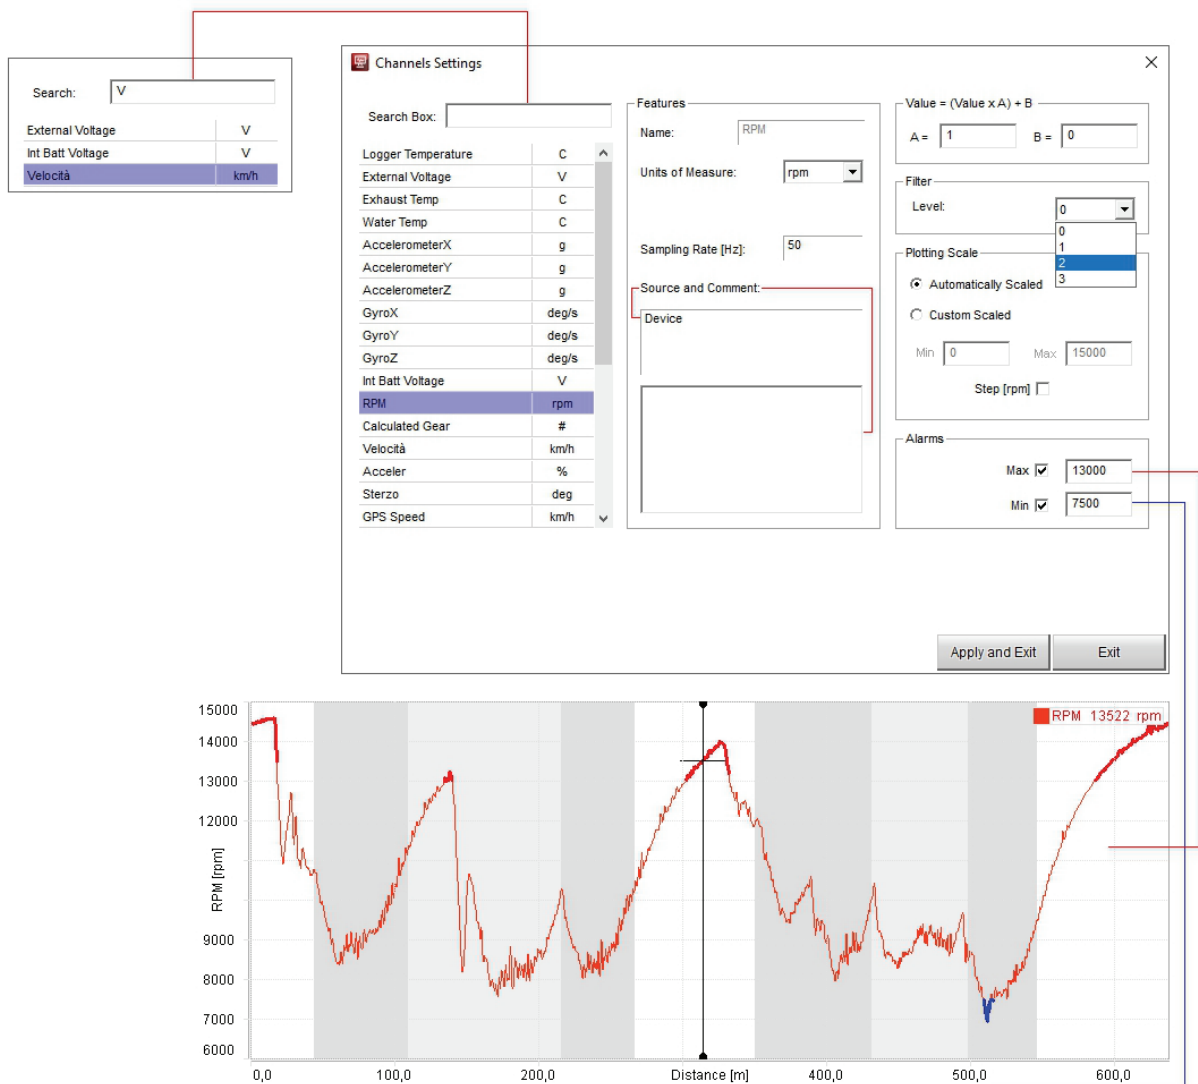 Search: V
External Voltage V
Int Batt Voltage V
Velocità km/h
Channels Settings
Search Box:
Logger Temperature C
External Voltage V
Exhaust Temp C
Water Temp C
AccelerometerX g
AccelerometerY g
AccelerometerZ g
GyroX deg/s
GyroY deg/s
GyroZ deg/s
Int Batt Voltage V
RPM rpm
Calculated Gear #
Velocità km/h
Acceler %
Sterzo deg
GPS Speed km/h
Features
Name: RPM
Units of Measure: rpm
Sampling Rate [Hz]: 50
Source and Comment:
Device
Value = (Value x A) + B
A = 1 B = 0
Filter
Level: 0
0
1
2
3
Plotting Scale
Automatically Scaled
Custom Scaled
Min 0 Max 15000
Step [rpm]
Alarms
Max 13000
Min 7500
Apply and Exit Exit
RPM 13522 rpm
15000
14000
13000
12000
RPM [rpm]
9000
8000
7000
6000
0,0 100,0 200,0 Distance [m] 400,0 500,0 600,0